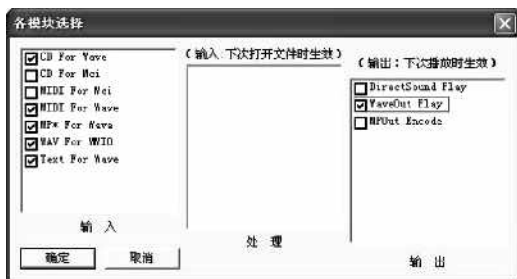 各模块选择
(输入:下次打开文件时生效)
(输出：下次播放时生效)
CD For Wave
CD For Mci
MIDI For Mci
MIDI For Wave
MP* For Wave
WAV For MMIO
Text For Wave
DirectSound Play
WaveOut Play
MPOut Encode
输 入
处 理
输 出
确定
取消